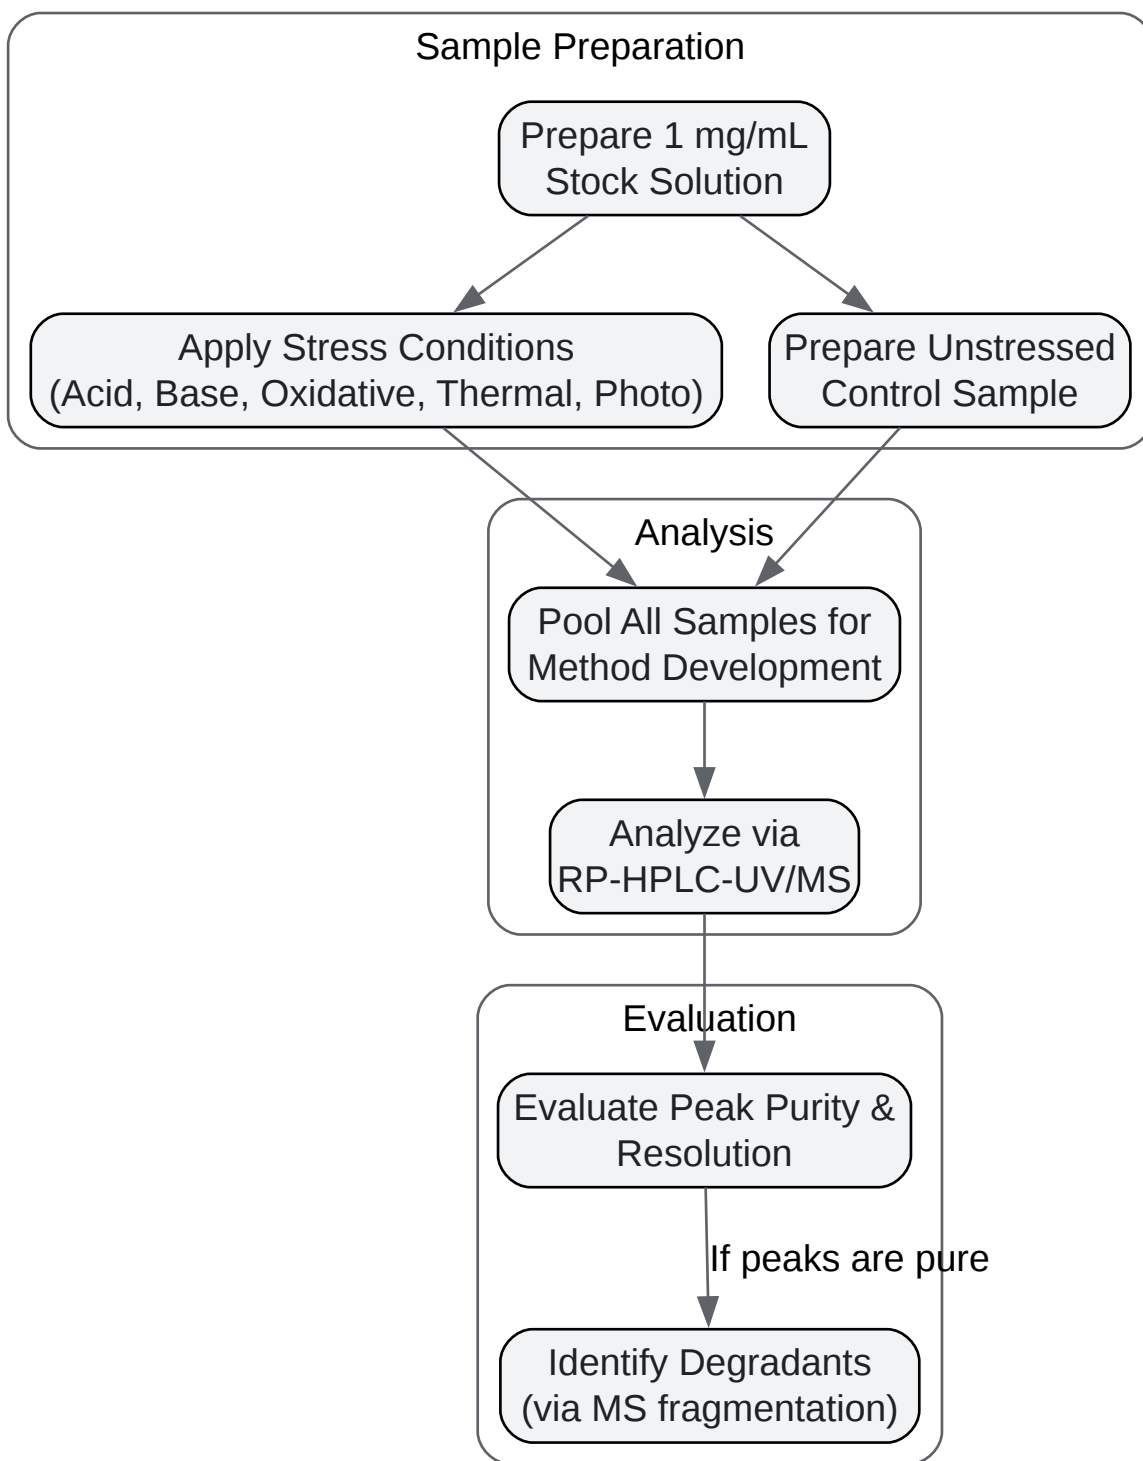 Sample Preparation
Prepare 1 mg/mL
Stock Solution
Apply Stress Conditions
(Acid, Base, Oxidative, Thermal, Photo)
Prepare Unstressed
Control Sample
Analysis
Pool All Samples for
Method Development
Analyze via
RP-HPLC-UV/MS
Evaluation
Evaluate Peak Purity &
Resolution
If peaks are pure
Identify Degradants
(via MS fragmentation)